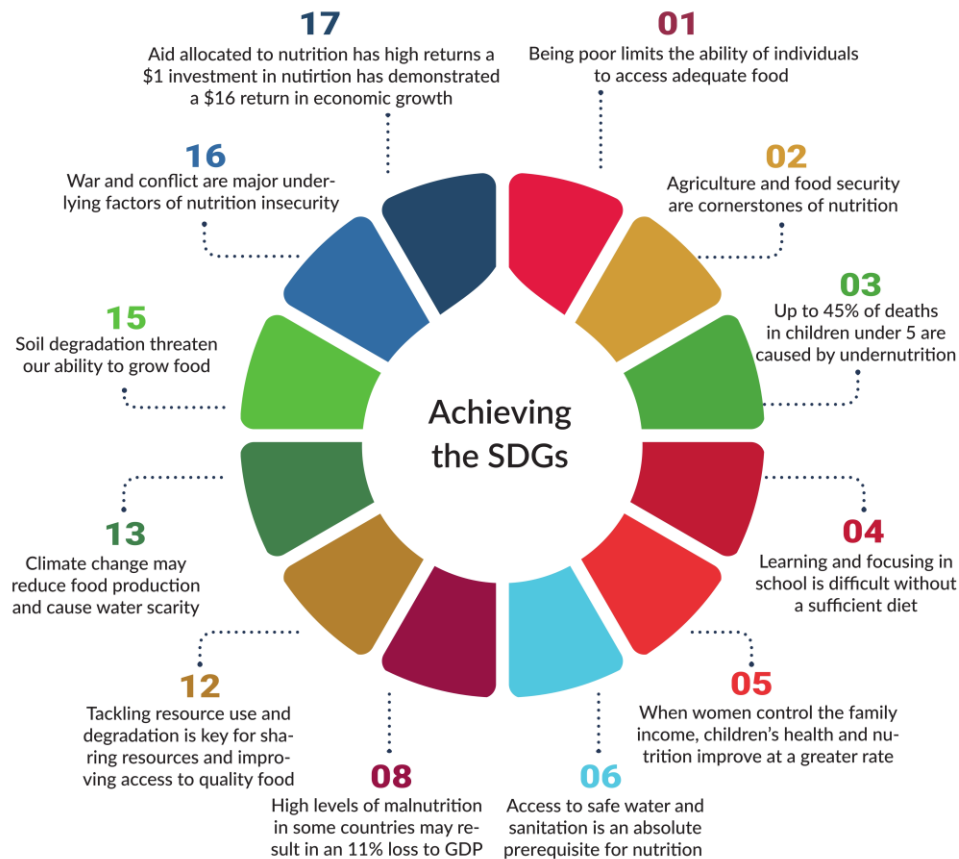 17
Aid allocated to nutrition has high returns a
$1 investment in nutirtion has demonstrated
a $16 return in economic growth
01
Being poor limits the ability of individuals
to access adequate food
16
War and conflict are major under-
lying factors of nutrition insecurity
02
Agriculture and food security
are cornerstones of nutrition
15
Soil degradation threaten
our ability to grow food
03
Up to 45% of deaths
in children under 5 are
caused by undernutrition
Achieving
the SDGs
13
Climate change may
reduce food production
and cause water scarity
04
Learning and focusing in
school is difficult without
a sufficient diet
12
Tackling resource use and
degradation is key for sha-
ring resources and impro-
ving access to quality food
05
When women control the family
income, children’s health and nu-
trition improve at a greater rate
08
High levels of malnutrition
in some countries may re-
sult in an 11% loss to GDP
06
Access to safe water and
sanitation is an absolute
prerequisite for nutrition